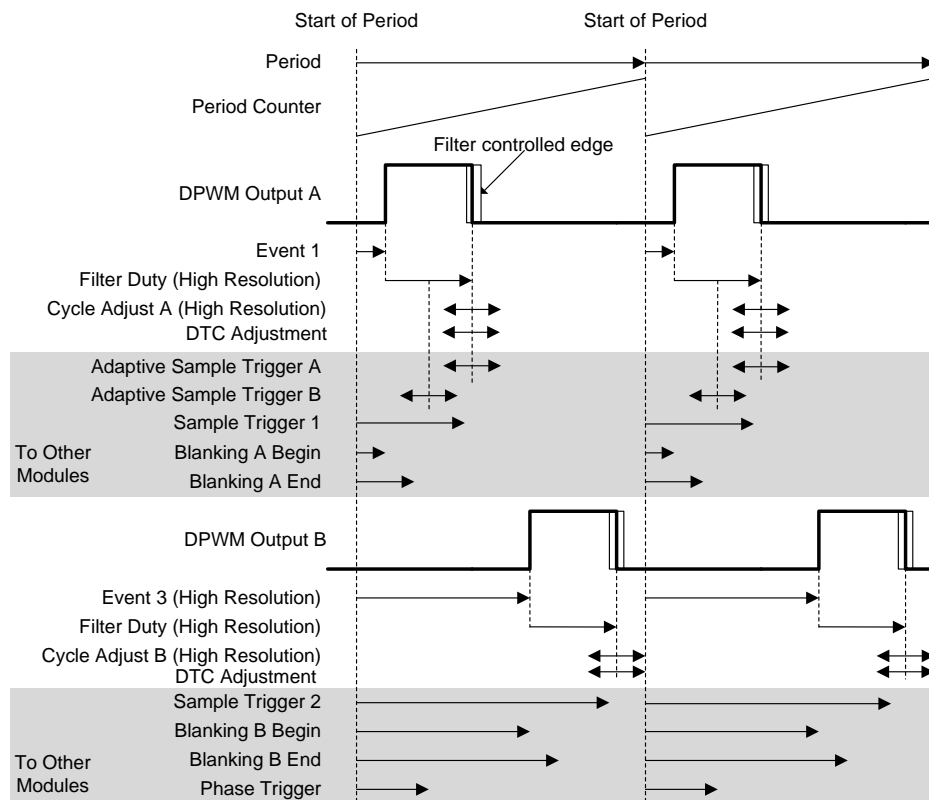 Start of Period
Start of Period
Period
Period Counter
Filter controlled edge
DPWM Output A
Event 1
Filter Duty (High Resolution)
Cycle Adjust A (High Resolution)
DTC Adjustment
Adaptive Sample Trigger A
Adaptive Sample Trigger B
Sample Trigger 1
To Other
Modules
Blanking A Begin
Blanking A End
DPWM Output B
Event 3 (High Resolution)
Filter Duty (High Resolution)
Cycle Adjust B (High Resolution)
DTC Adjustment
Sample Trigger 2
Blanking B Begin
To Other
Modules
Blanking B End
Phase Trigger